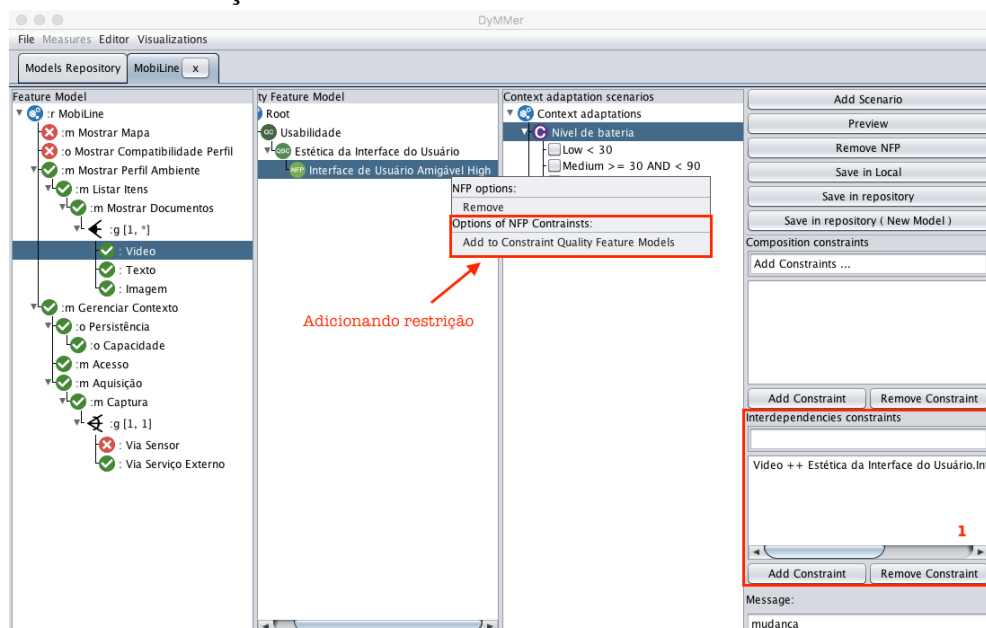 DyMMer
File Measures Editor Visualizations
Models Repository MobiLine x
Feature Model
:r MobiLine
:m Mostrar Mapa
:o Mostrar Compatibilidade Perfil
:m Mostrar Perfil Ambiente
:m Listar Itens
:m Mostrar Documentos
:g [1, *]
: Video
: Texto
: Imagem
:m Gerenciar Contexto
:o Persistência
:o Capacidade
:m Acesso
:m Aquisição
:m Captura
:g [1, 1]
: Via Sensor
: Via Serviço Externo
ty Feature Model
Root
QC Usabilidade
QSC Estética da Interface do Usuário
NFP Interface de Usuário Amigável High
NFP options:
Remove
Options of NFP Contrainsts:
Add to Constraint Quality Feature Models
Adicionando restrição
Context adaptation scenarios
Context adaptations
C Nível de bateria
Low < 30
Medium >= 30 AND < 90
Add Scenario
Preview
Remove NFP
Save in Local
Save in repository
Save in repository ( New Model )
Composition constraints
Add Constraints ...
Add Constraint Remove Constraint
Interdependencies constraints
Video ++ Estética da Interface do Usuário.In
1
Add Constraint Remove Constraint
Message:
mudança